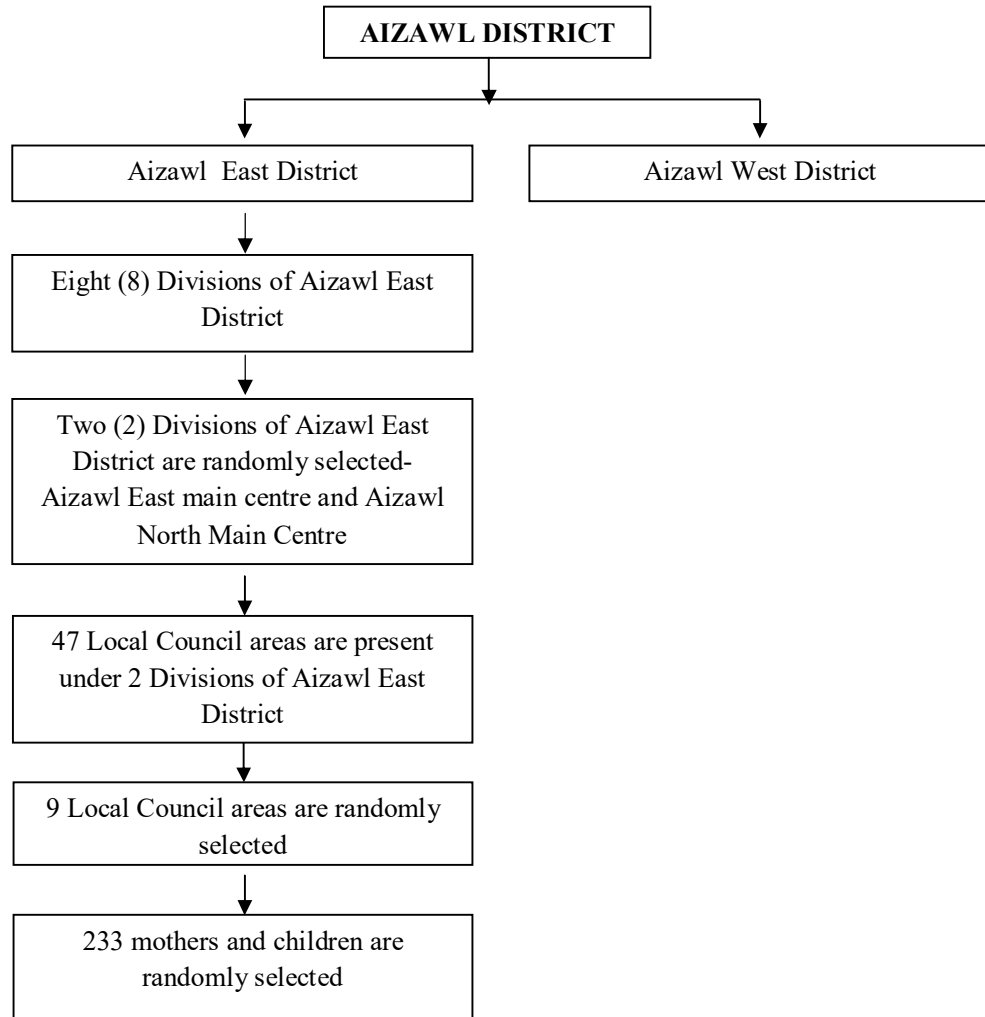 AIZAWL DISTRICT
Aizawl East District
Aizawl West District
Eight (8) Divisions of Aizawl East
District
Two (2) Divisions of Aizawl East
District are randomly selected-
Aizawl East main centre and Aizawl
North Main Centre
47 Local Council areas are present
under 2 Divisions of Aizawl East
District
9 Local Council areas are randomly
selected
233 mothers and children are
randomly selected